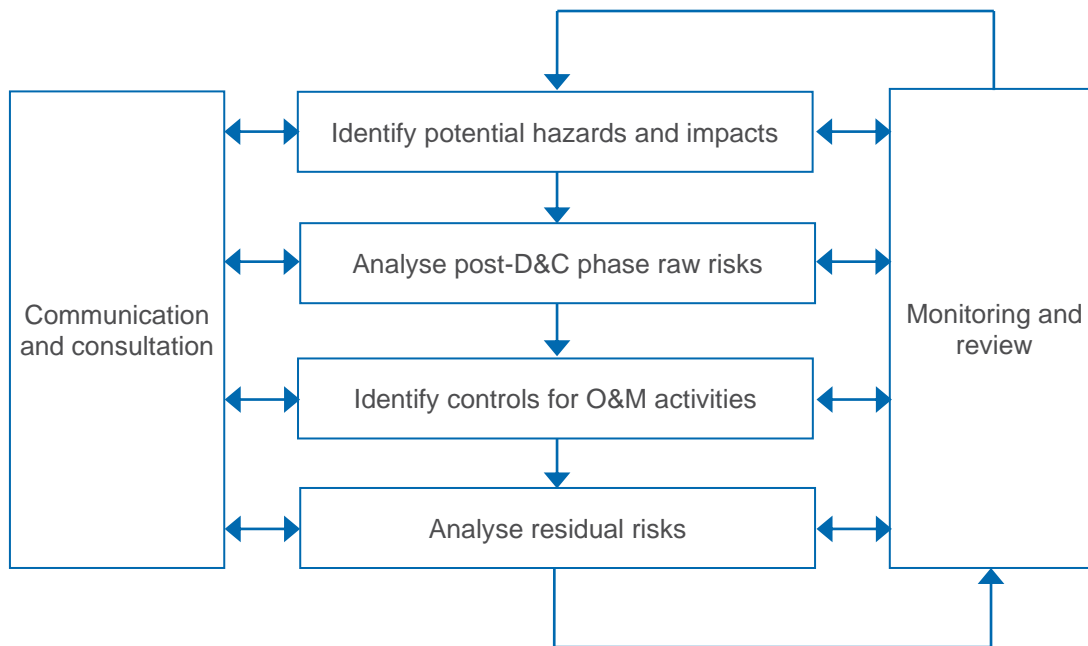 Identify potential hazards and impacts
Analyse post-D&C phase raw risks
Communication
and consultation
Monitoring and
review
Identify controls for O&M activities
Analyse residual risks